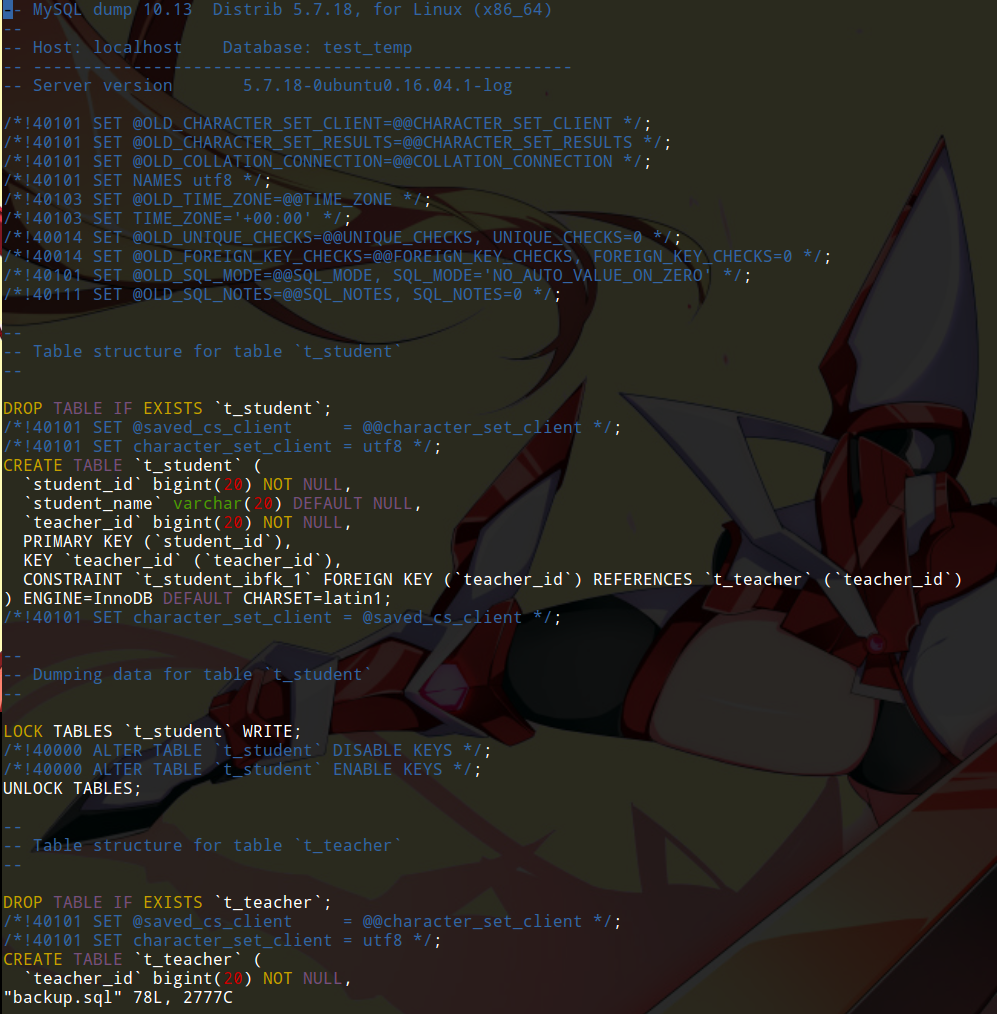 -- MySQL dump 10.13  Distrib 5.7.18, for Linux (x86_64)
--
-- Host: localhost    Database: test_temp
-- ------------------------------------------------------
-- Server version       5.7.18-0ubuntu0.16.04.1-log

/*!40101 SET @OLD_CHARACTER_SET_CLIENT=@@CHARACTER_SET_CLIENT */;
/*!40101 SET @OLD_CHARACTER_SET_RESULTS=@@CHARACTER_SET_RESULTS */;
/*!40101 SET @OLD_COLLATION_CONNECTION=@@COLLATION_CONNECTION */;
/*!40101 SET NAMES utf8 */;
/*!40103 SET @OLD_TIME_ZONE=@@TIME_ZONE */;
/*!40103 SET TIME_ZONE='+00:00' */;
/*!40014 SET @OLD_UNIQUE_CHECKS=@@UNIQUE_CHECKS, UNIQUE_CHECKS=0 */;
/*!40014 SET @OLD_FOREIGN_KEY_CHECKS=@@FOREIGN_KEY_CHECKS, FOREIGN_KEY_CHECKS=0 */;
/*!40101 SET @OLD_SQL_MODE=@@SQL_MODE, SQL_MODE='NO_AUTO_VALUE_ON_ZERO' */;
/*!40111 SET @OLD_SQL_NOTES=@@SQL_NOTES, SQL_NOTES=0 */;

--
-- Table structure for table `t_student`
--

DROP TABLE IF EXISTS `t_student`;
/*!40101 SET @saved_cs_client     = @@character_set_client */;
/*!40101 SET character_set_client = utf8 */;
CREATE TABLE `t_student` (
  `student_id` bigint(20) NOT NULL,
  `student_name` varchar(20) DEFAULT NULL,
  `teacher_id` bigint(20) NOT NULL,
  PRIMARY KEY (`student_id`),
  KEY `teacher_id` (`teacher_id`),
  CONSTRAINT `t_student_ibfk_1` FOREIGN KEY (`teacher_id`) REFERENCES `t_teacher` (`teacher_id`)
) ENGINE=InnoDB DEFAULT CHARSET=latin1;
/*!40101 SET character_set_client = @saved_cs_client */;

--
-- Dumping data for table `t_student`
--

LOCK TABLES `t_student` WRITE;
/*!40000 ALTER TABLE `t_student` DISABLE KEYS */;
/*!40000 ALTER TABLE `t_student` ENABLE KEYS */;
UNLOCK TABLES;

--
-- Table structure for table `t_teacher`
--

DROP TABLE IF EXISTS `t_teacher`;
/*!40101 SET @saved_cs_client     = @@character_set_client */;
/*!40101 SET character_set_client = utf8 */;
CREATE TABLE `t_teacher` (
  `teacher_id` bigint(20) NOT NULL,
"backup.sql" 78L, 2777C